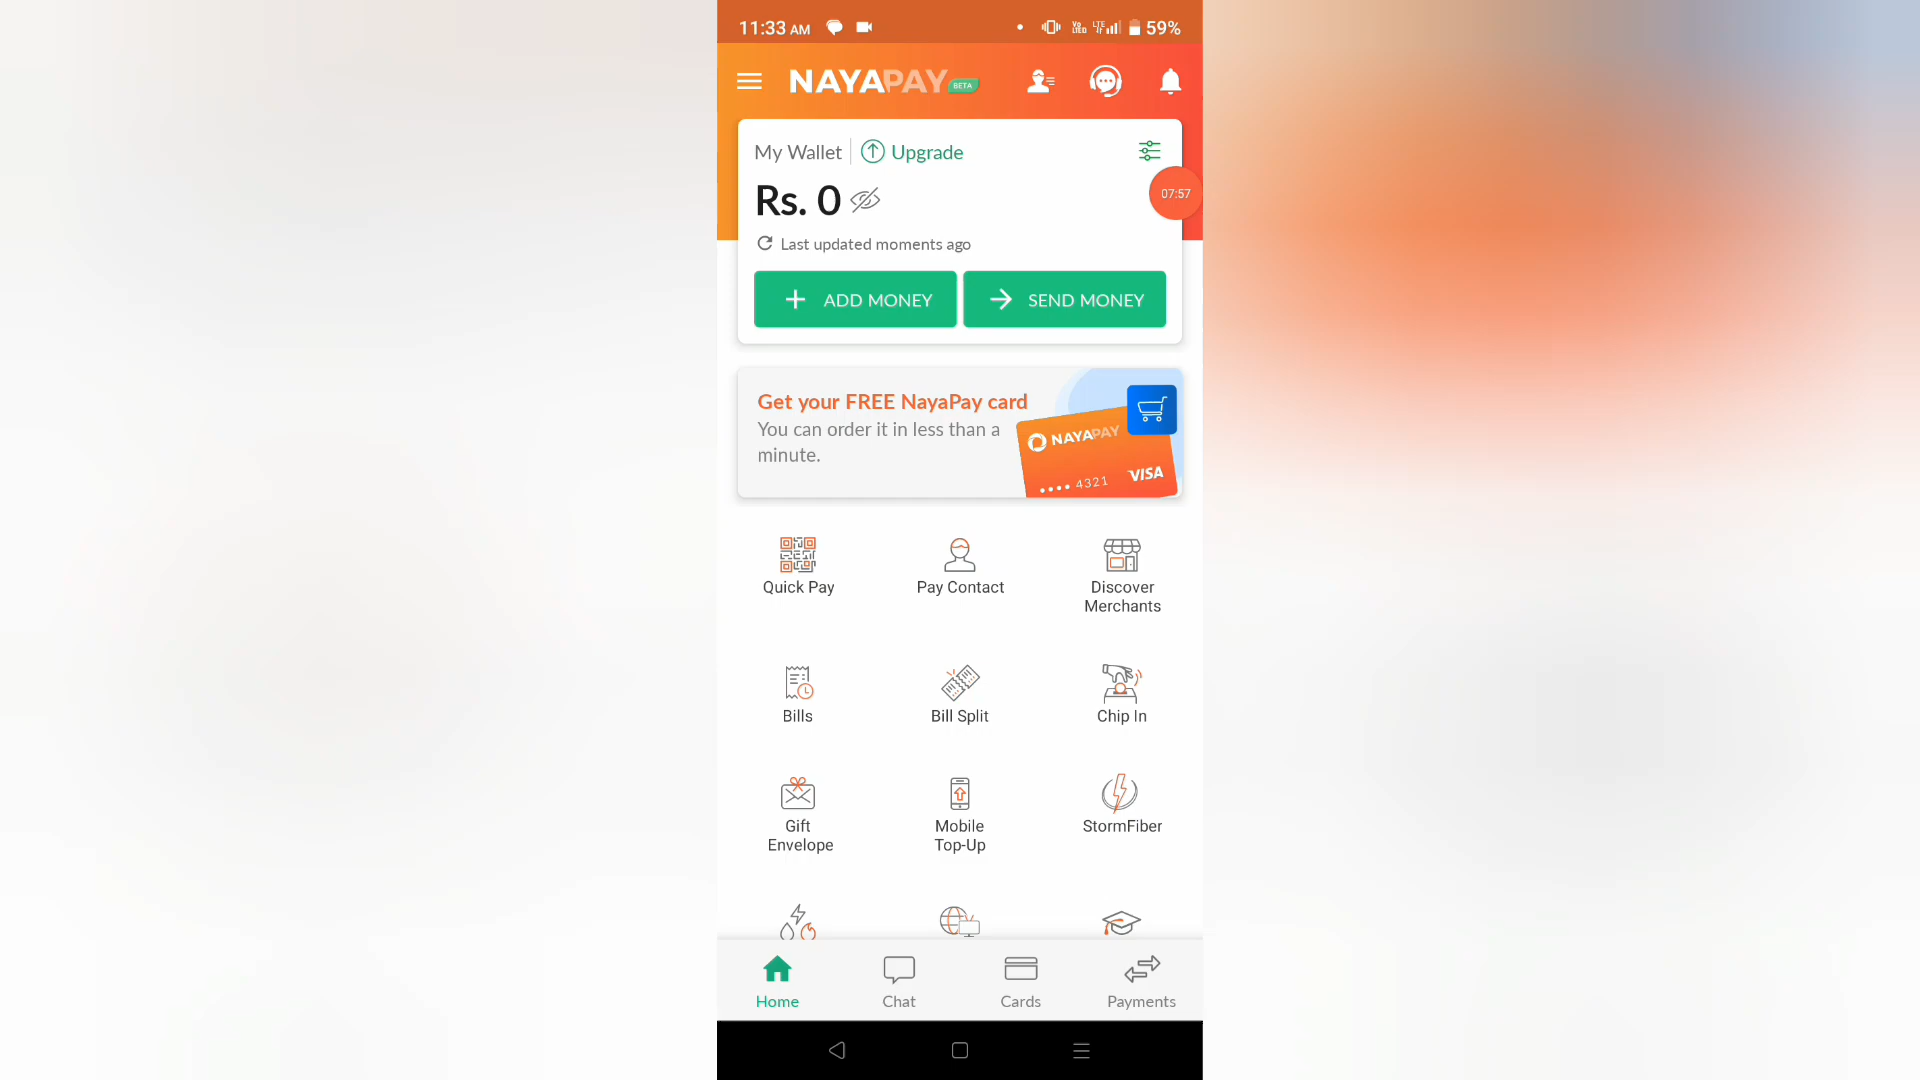 11:33 AM 59%
NAYAPAY BETA
My Wallet Upgrade
Rs. 0
07:57
Last updated moments ago
ADD MONEY SEND MONEY
Get your FREE NayaPay card
You can order it in less than a
minute.
NAYAPAY
•••• 4321 VISA
Quick Pay Pay Contact Discover
Merchants
Bills Bill Split Chip In
Gift Mobile StormFiber
Envelope Top-Up
Home Chat Cards Payments